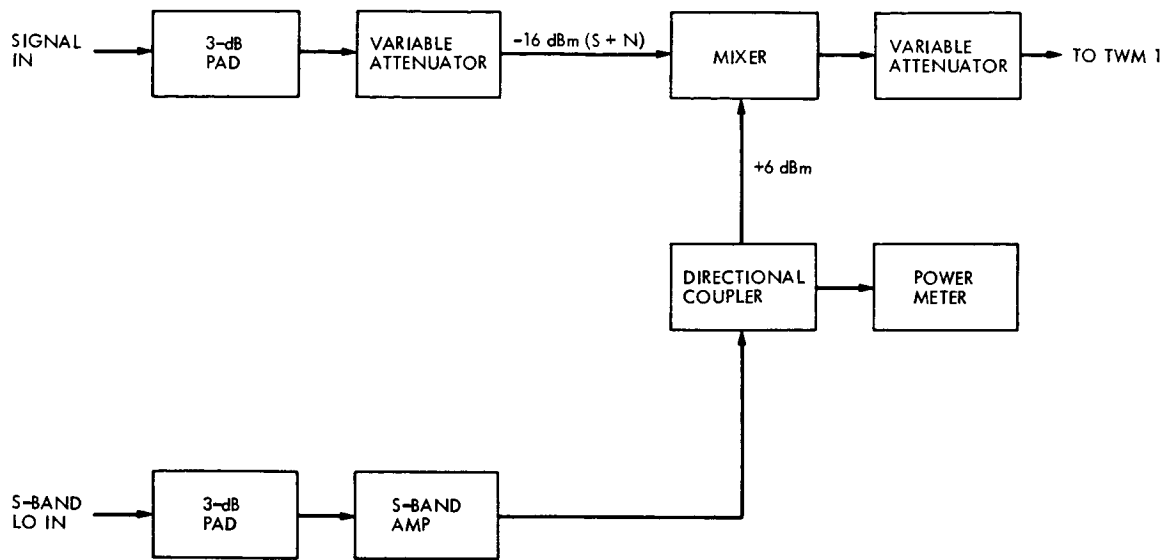 SIGNAL
IN
3-dB
PAD
VARIABLE
ATTENUATOR
-16 dBm (S + N)
MIXER
VARIABLE
ATTENUATOR
TO TWM 1
+6 dBm
DIRECTIONAL
COUPLER
POWER
METER
S-BAND
LO IN
3-dB
PAD
S-BAND
AMP